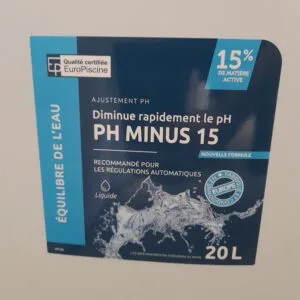 Qualité certifiée
EuroPiscine
15%
DE MATIÈRE
ACTIVE
ÉQUILIBRE DE L'EAU
AJUSTEMENT PH
Diminue rapidement le pH
PH MINUS 15
NOUVELLE FORMULE
RECOMMANDÉ POUR
LES RÉGULATIONS AUTOMATIQUES
Liquide
EUROPE
20 L